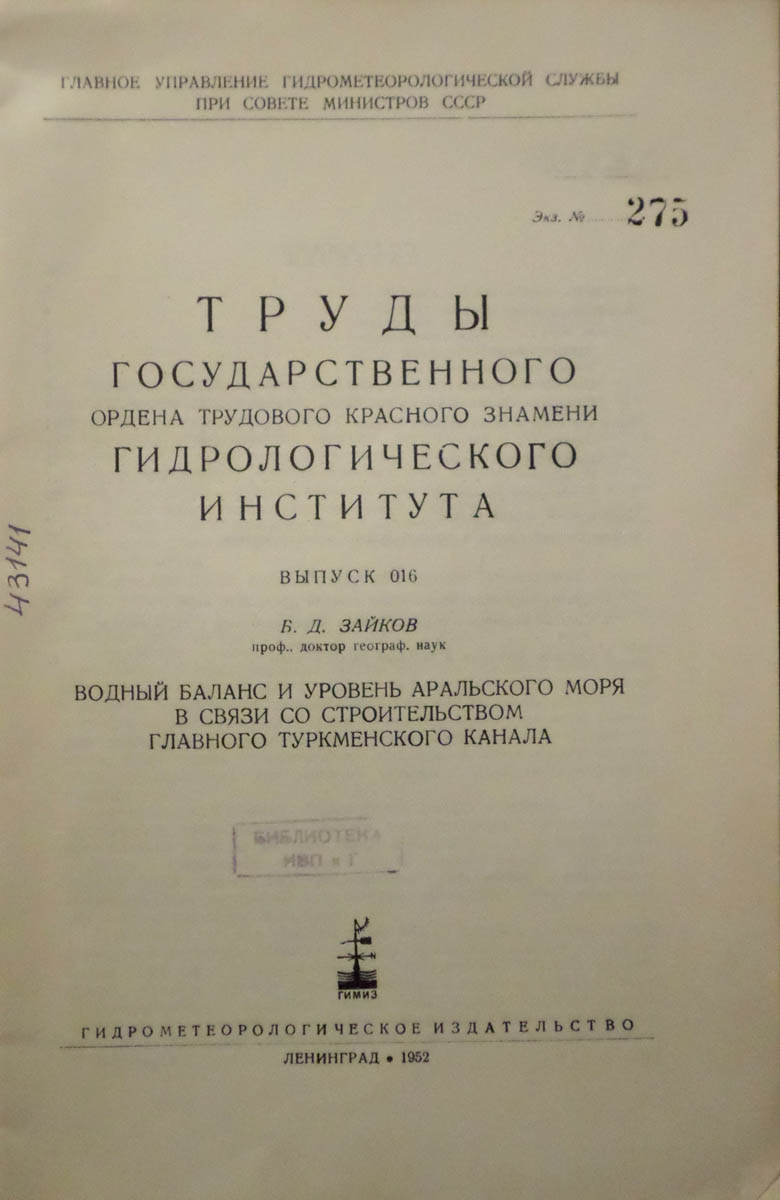 ГЛАВНОЕ УПРАВЛЕНИЕ ГИДРОМЕТЕОРОЛОГИЧЕСКОЙ СЛУЖБЫ
ПРИ СОВЕТЕ МИНИСТРОВ СССР
Экз. № 275
ТРУДЫ
ГОСУДАРСТВЕННОГО
ОРДЕНА ТРУДОВОГО КРАСНОГО ЗНАМЕНИ
ГИДРОЛОГИЧЕСКОГО
ИНСТИТУТА
43141
ВЫПУСК 016
Б. Д. ЗАЙКОВ
проф., доктор географ. наук
ВОДНЫЙ БАЛАНС И УРОВЕНЬ АРАЛЬСКОГО МОРЯ
В СВЯЗИ СО СТРОИТЕЛЬСТВОМ
ГЛАВНОГО ТУРКМЕНСКОГО КАНАЛА
БИБЛИОТЕКА
ИВП и Г
ГИМИЗ
ГИДРОМЕТЕОРОЛОГИЧЕСКОЕ ИЗДАТЕЛЬСТВО
ЛЕНИНГРАД • 1952